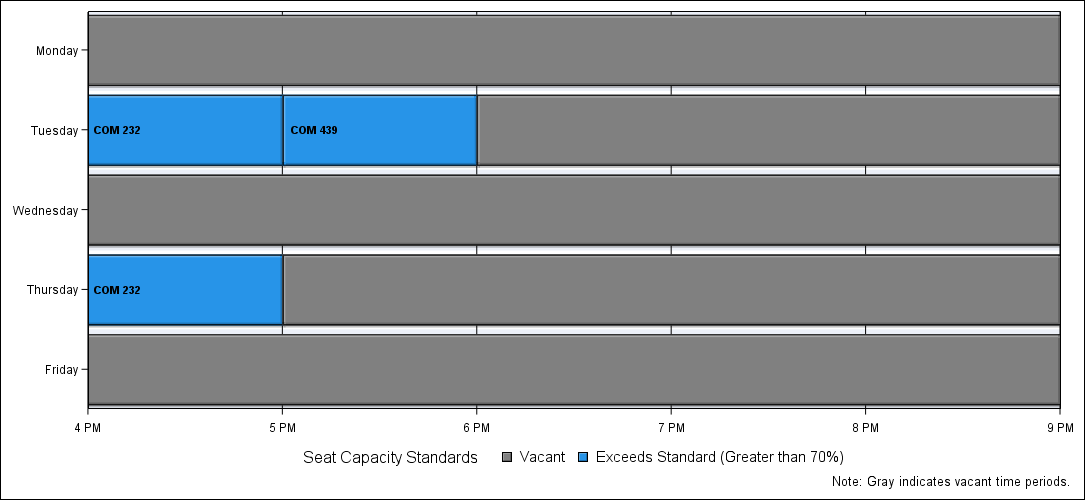 Monday
Tuesday
COM 232
COM 439
Wednesday
Thursday
COM 232
Friday
4 PM
5 PM
6 PM
7 PM
8 PM
9 PM
Seat Capacity Standards
Vacant
Exceeds Standard (Greater than 70%)
Note: Gray indicates vacant time periods.